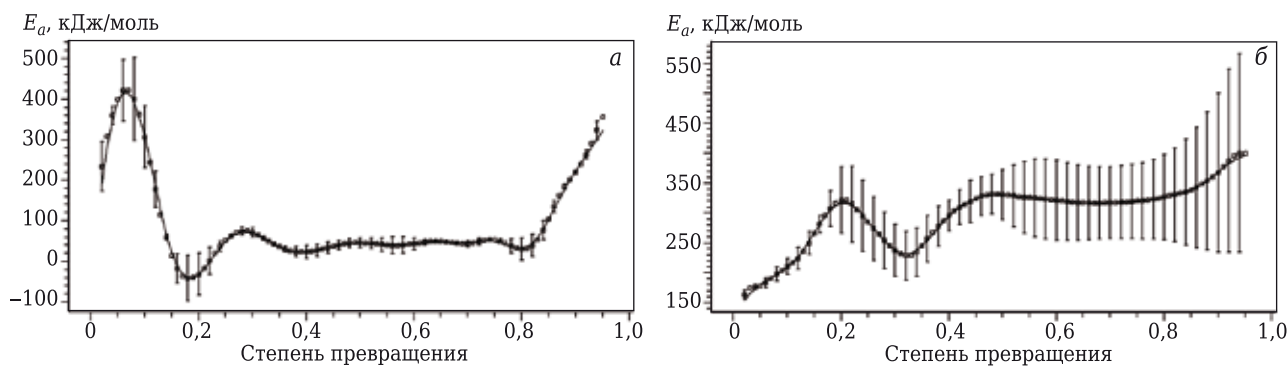 Eₐ, кДж/моль
а
500
400
300
200
100
0
−100
0 0,2 0,4 0,6 0,8 1,0
Степень превращения
Eₐ, кДж/моль
б
550
450
350
250
150
0 0,2 0,4 0,6 0,8 1,0
Степень превращения